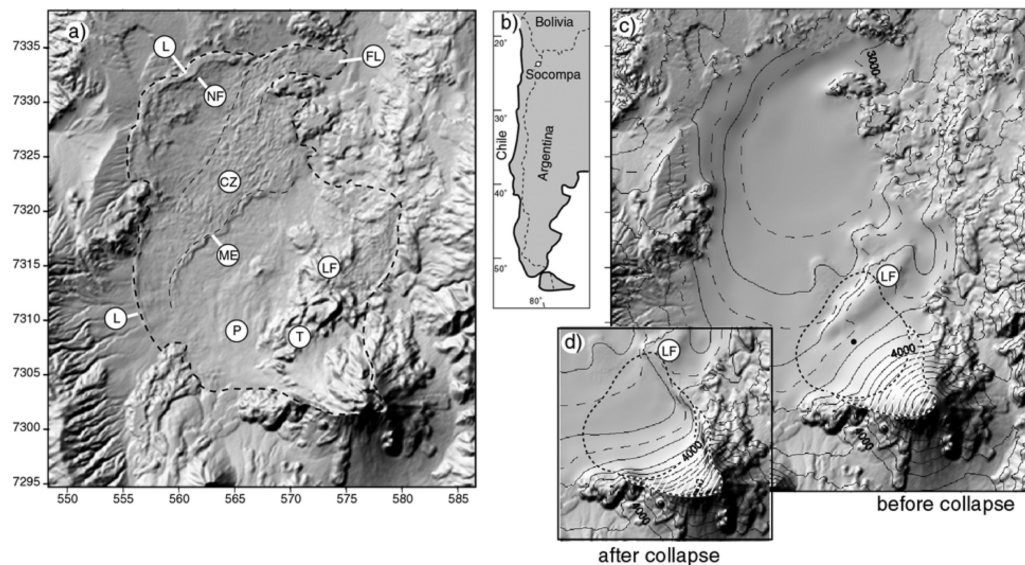 a)
7335
7330
7325
7320
7315
7310
7305
7300
7295
550 555 560 565 570 575 580 585
L
FL
NF
CZ
ME
LF
L
P
T
b)
Bolivia
20°
Socompa
30°
Chile
Argentina
40°
50°
80°
c)
3000
LF
4000
4000
before collapse
d)
LF
4000
4000
after collapse